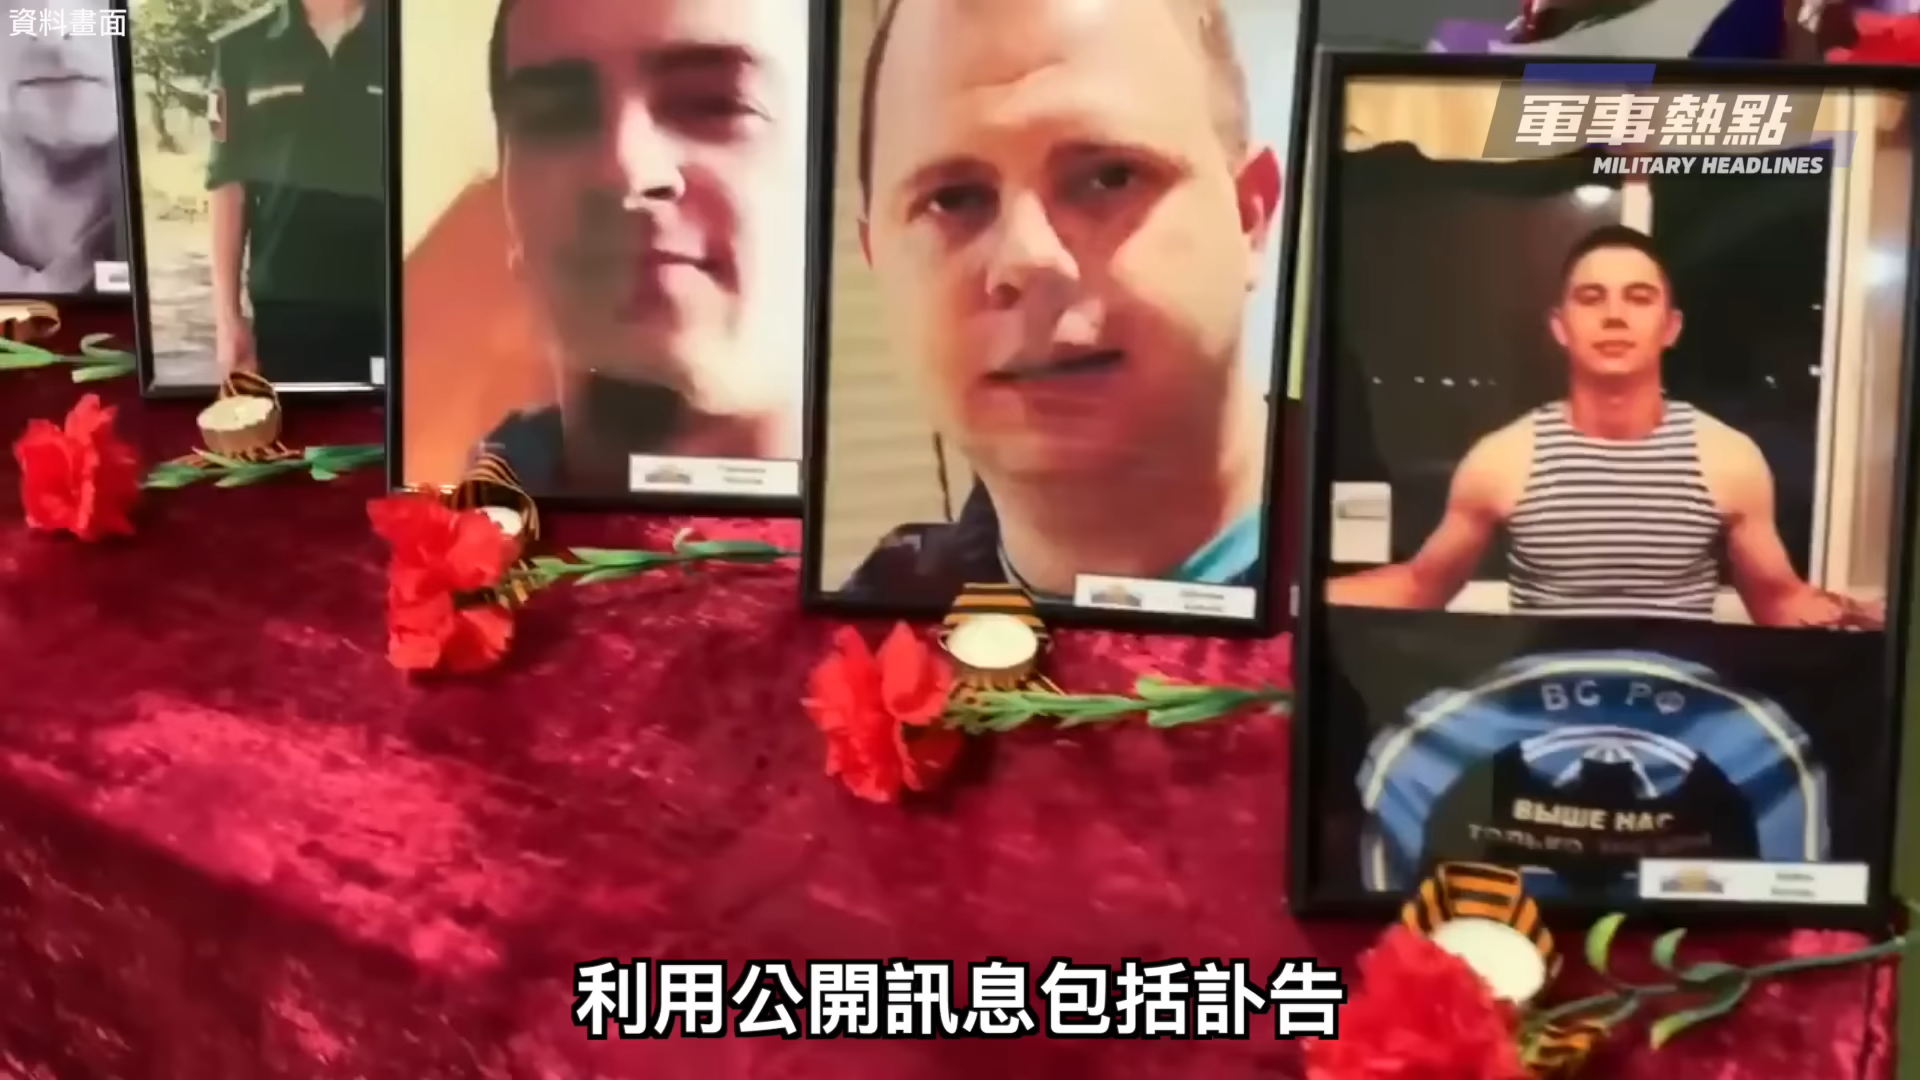 資料畫面
軍事熱點
MILITARY HEADLINES
ВС РФ
ВЫШЕ НАС
ТОЛЬКО
利用公開訊息包括訃告